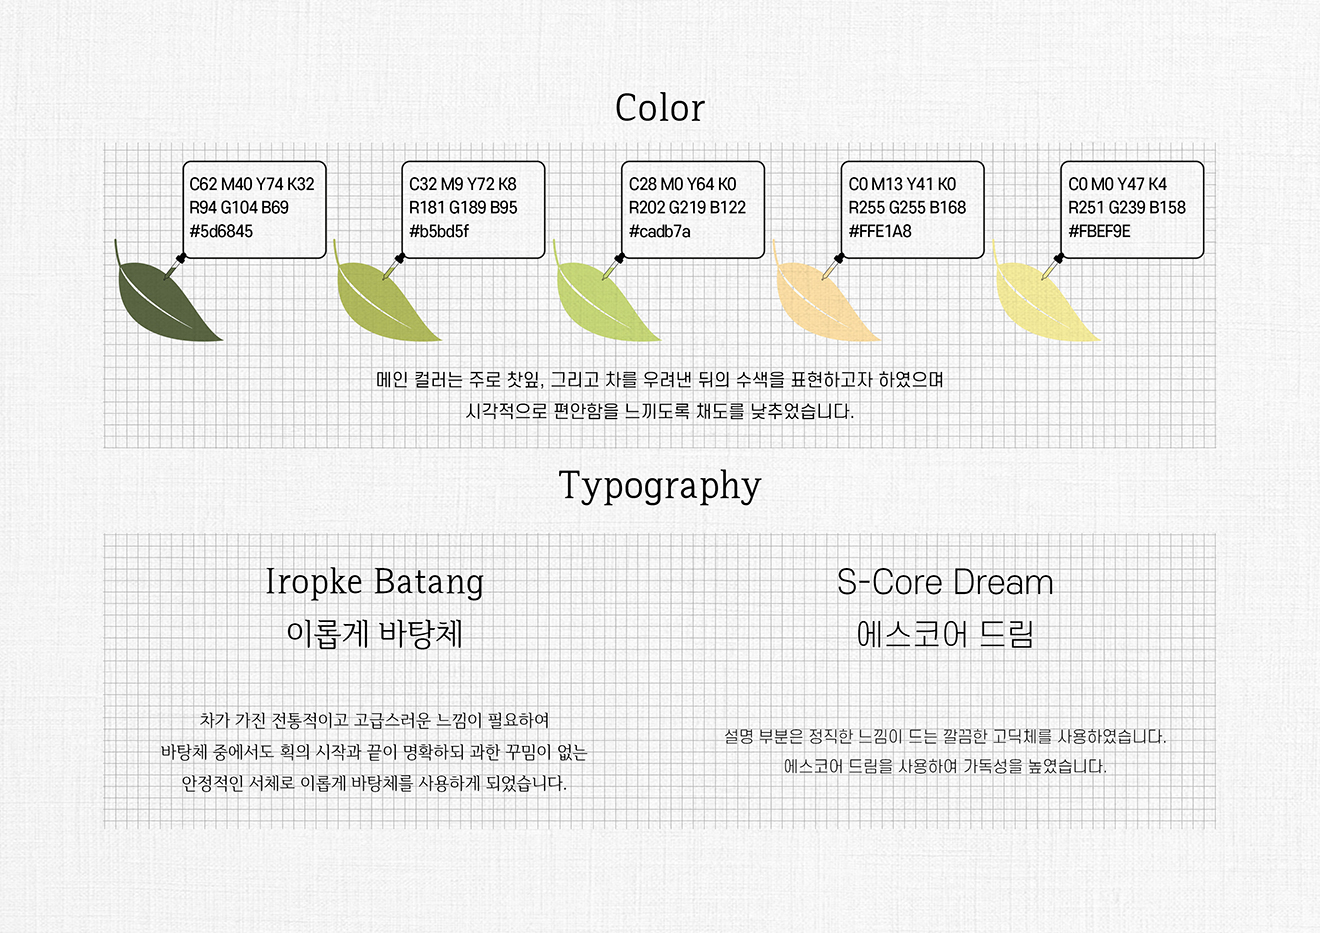 Color
C62 M40 Y74 K32
R94 G104 B69
#5d6845
C32 M9 Y72 K8
R181 G189 B95
#b5bd5f
C28 M0 Y64 K0
R202 G219 B122
#cadb7a
C0 M13 Y41 K0
R255 G255 B168
#FFE1A8
C0 M0 Y47 K4
R251 G239 B158
#FBEF9E
메인 컬러는 주로 찻잎, 그리고 차를 우려낸 뒤의 수색을 표현하고자 하였으며
시각적으로 편안함을 느끼도록 채도를 낮추었습니다.
Typography
Iropke Batang
이롭게 바탕체
차가 가진 전통적이고 고급스러운 느낌이 필요하여
바탕체 중에서도 획의 시작과 끝이 명확하되 과한 꾸밈이 없는
안정적인 서체로 이롭게 바탕체를 사용하게 되었습니다.
S-Core Dream
에스코어 드림
설명 부분은 정직한 느낌이 드는 깔끔한 고딕체를 사용하였습니다.
에스코어 드림을 사용하여 가독성을 높였습니다.